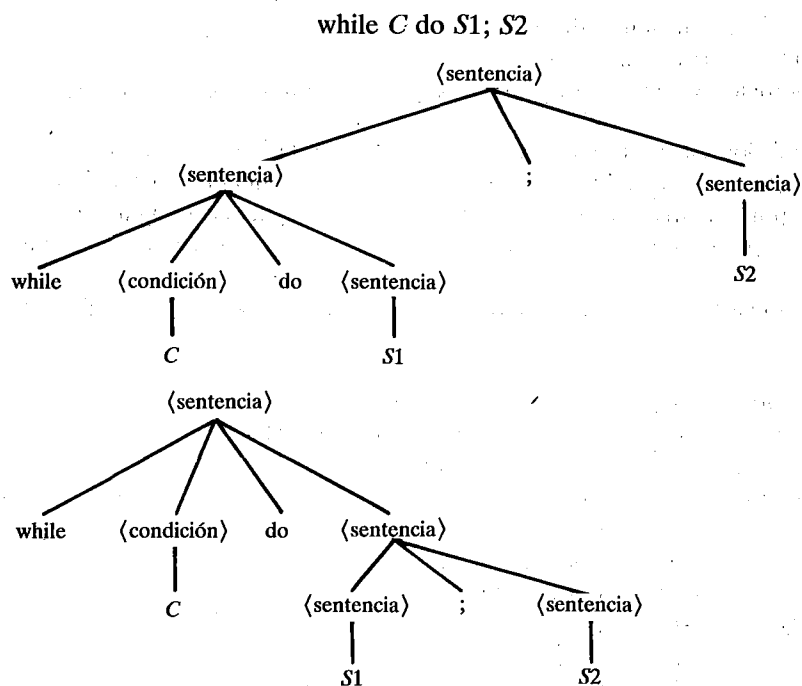 while C do S1; S2
⟨sentencia⟩
⟨sentencia⟩ ; ⟨sentencia⟩
while ⟨condición⟩ do ⟨sentencia⟩ S2
C S1
⟨sentencia⟩
while ⟨condición⟩ do ⟨sentencia⟩
C ⟨sentencia⟩ ; ⟨sentencia⟩
S1 S2